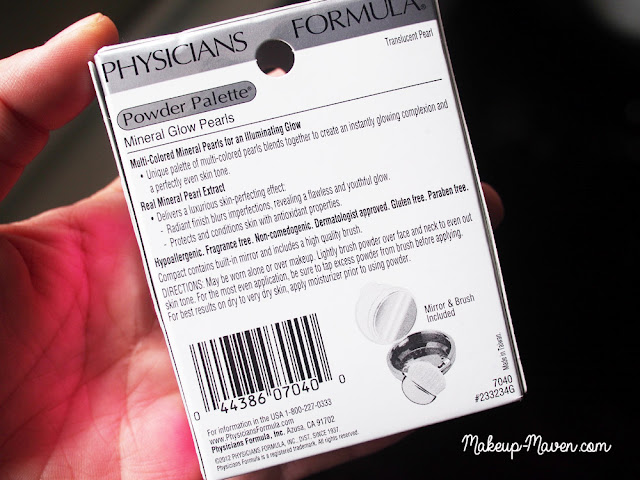 PHYSICIANS FORMULA®
Translucent Pearl
Powder Palette®
Mineral Glow Pearls
Multi-Colored Mineral Pearls for an Illuminating Glow
• Unique palette of multi-colored pearls blends together to create an instantly glowing complexion and
a perfectly even skin tone.
Real Mineral Pearl Extract
• Delivers a luxurious skin-perfecting effect:
- Radiant finish blurs imperfections, revealing a flawless and youthful glow.
- Protects and conditions skin with antioxidant properties.
Hypoallergenic. Fragrance free. Non-comedogenic. Dermatologist approved. Gluten free. Paraben free.
Compact contains built-in mirror and includes a high quality brush.
DIRECTIONS: May be worn alone or over makeup. Lightly brush powder over face and neck to even out
skin tone. For the most even application, be sure to tap excess powder from brush before applying.
For best results on dry to very dry skin, apply moisturizer prior to using powder.
Mirror & Brush
Included
0 44386 07040 0
For information in the USA 1-800-227-0333
www.PhysiciansFormula.com
Physicians Formula, Inc. Azusa, CA 91702
©2012 PHYSICIANS FORMULA, INC., DIST. SINCE 1937.
Physicians Formula is a registered trademark. All rights reserved.
Made in Taiwan.
7040
#233234G
Makeup-Maven.com